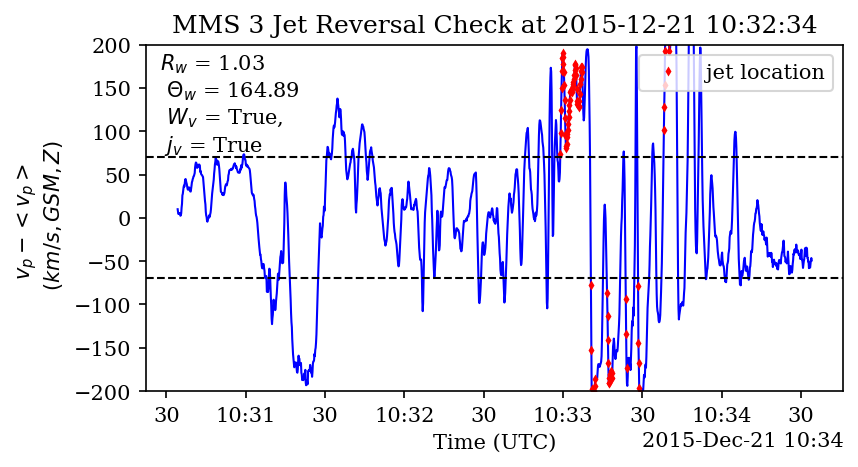 MMS 3 Jet Reversal Check at 2015-12-21 10:32:34
R_w = 1.03
Θ_w = 164.89
W_v = True,
j_v = True
jet location
v_p − <v_p>
(km/s, GSM, Z)
200
150
100
50
0
−50
−100
−150
−200
30 10:31 30 10:32 30 10:33 30 10:34 30
Time (UTC)
2015-Dec-21 10:34